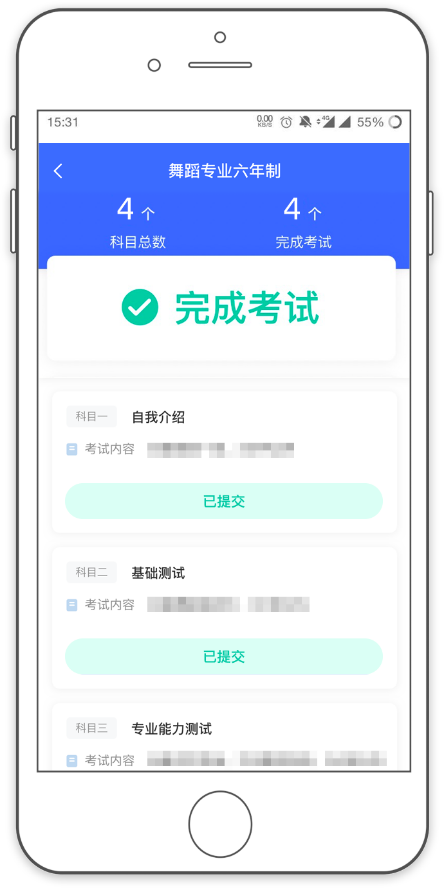 15:31
0.00
KB/S
4G
55%
舞蹈专业六年制
4 个
4 个
科目总数
完成考试
完成考试
科目一 自我介绍
考试内容
已提交
科目二 基础测试
考试内容
已提交
科目三 专业能力测试
考试内容